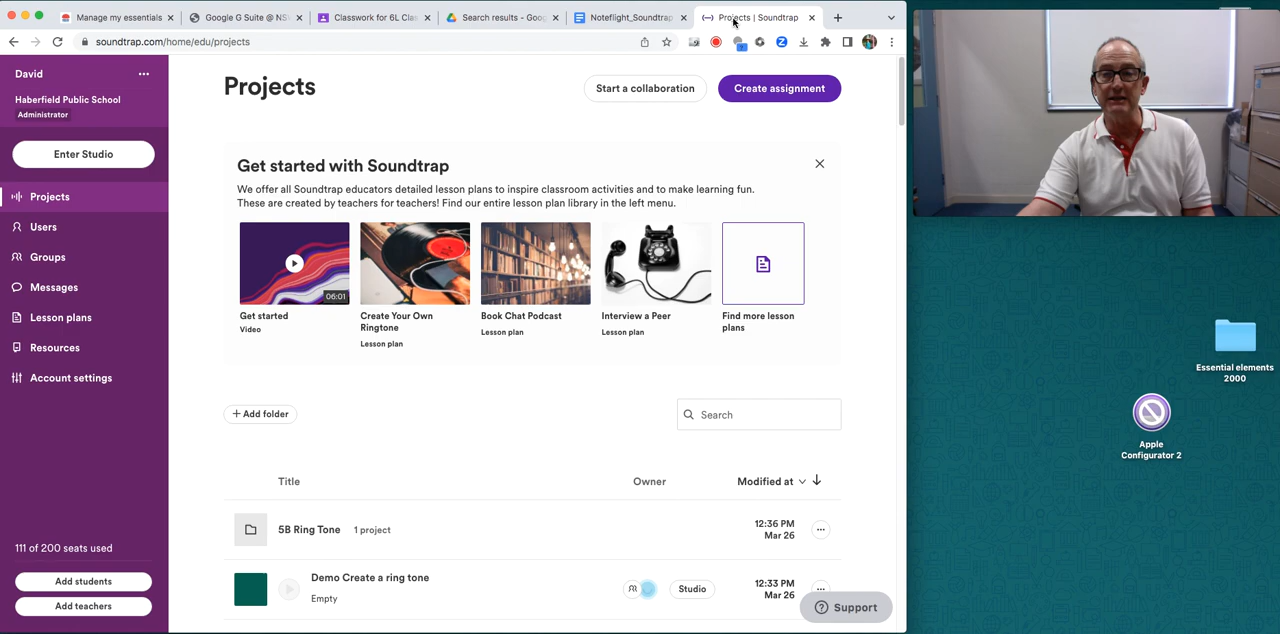 Manage my essentials
Google G Suite @ NS
Classwork for 6L Cla
Search results - Goog
Noteflight_Soundtrap
Projects | Soundtrap
soundtrap.com/home/edu/projects
David
Haberfield Public School
Administrator
Enter Studio
Projects
Users
Groups
Messages
Lesson plans
Resources
Account settings
111 of 200 seats used
Add students
Add teachers
Projects
Start a collaboration
Create assignment
Get started with Soundtrap
We offer all Soundtrap educators detailed lesson plans to inspire classroom activities and to make learning fun.
These are created by teachers for teachers! Find our entire lesson plan library in the left menu.
06:01
Get started
Video
Create Your Own
Ringtone
Lesson plan
Book Chat Podcast
Lesson plan
Interview a Peer
Lesson plan
Find more lesson
plans
+ Add folder
Search
Title
Owner
Modified at
5B Ring Tone 1 project
12:36 PM
Mar 26
Demo Create a ring tone
Empty
Studio
12:33 PM
Mar 26
Support
Essential elements
2000
Apple
Configurator 2